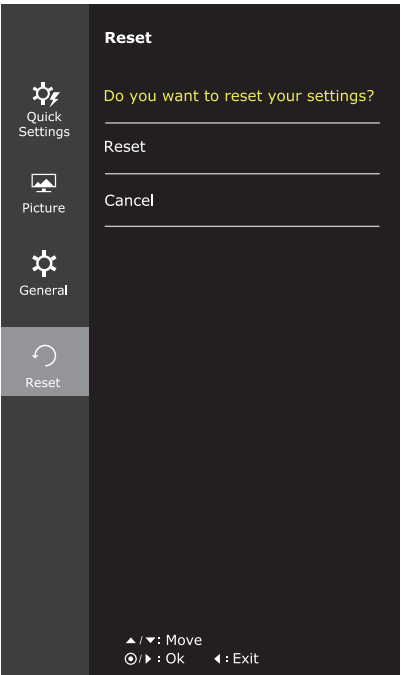 Reset
Do you want to reset your settings?
Reset
Cancel
Quick
Settings
Picture
General
Reset
▲/▼: Move
⊙/▶ : Ok ◀ : Exit